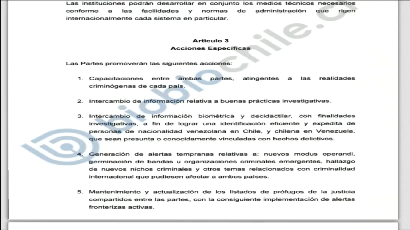 Las instituciones podrán desarrollar en conjunto los medios técnicos necesarios
conforme a las facilidades y normas de administración que rigen
internacionalmente cada sistema en particular.
Artículo 3
Acciones Específicas
Las Partes promoverán las siguientes acciones:
1. Capacitaciones entre ambas partes, atingentes a las realidades
criminógenas de cada país.
2. Intercambio de información relativa a buenas prácticas investigativas.
3. Intercambio de información biométrica y decidactilar, con finalidades
investigativas, a fin de lograr una identificación eficiente y expedita de
personas de nacionalidad venezolana en Chile, y chilena en Venezuela,
que sean presunta o conocidamente vinculadas con hechos delictivos.
4. Generación de alertas tempranas relativas a: nuevos modus operandi,
germinación de bandas u organizaciones criminales emergentes, hallazgo
de nuevos nichos criminales y otros temas relacionados con criminalidad
internacional que pudiesen afectar a ambos países.
5. Mantenimiento y actualización de los listados de prófugos de la justicia
compartidos entre las partes, con la consiguiente implementación de alertas
fronterizas activas.
biobiochile.cl